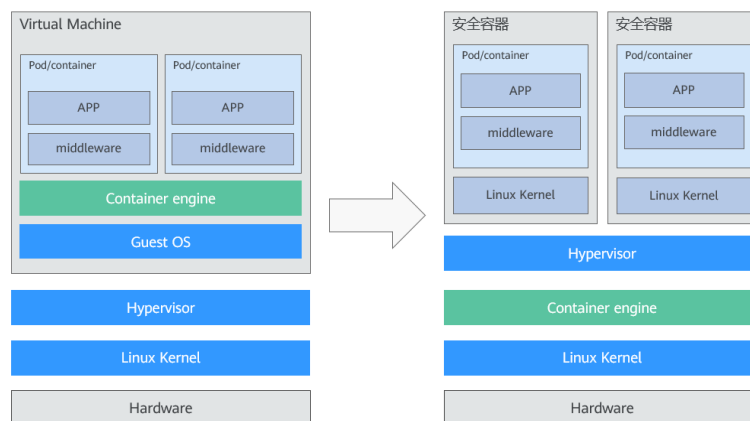 Virtual Machine
Pod/container
APP
middleware
Pod/container
APP
middleware
Container engine
Guest OS
Hypervisor
Linux Kernel
Hardware
安全容器
Pod/container
APP
middleware
Linux Kernel
安全容器
Pod/container
APP
middleware
Linux Kernel
Hypervisor
Container engine
Linux Kernel
Hardware